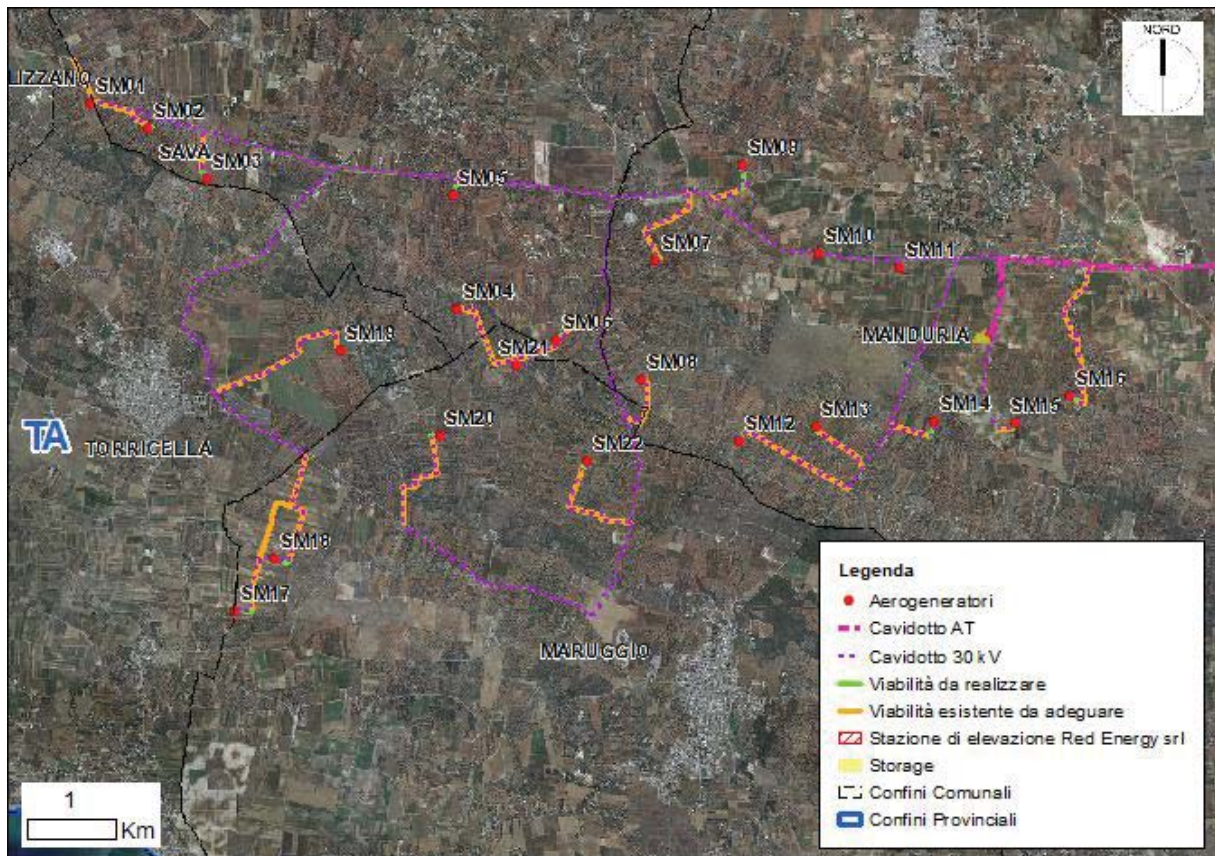 NORD
LIZZANO
SM01
SM02
SAVA
SM03
SM05
SM09
SM07
SM10
SM11
SM04
SM06
SM19
SM21
SM08
MANDURIA
SM16
SM20
SM12
SM13
SM14
SM15
TA
TORRICELLA
SM22
SM18
SM17
MARUGGIO
Legenda
Aerogeneratori
Cavidotto AT
Cavidotto 30 kV
Viabilità da realizzare
Viabilità esistente da adeguare
Stazione di elevazione Red Energy srl
Storage
Confini Comunali
Confini Provinciali
1
Km